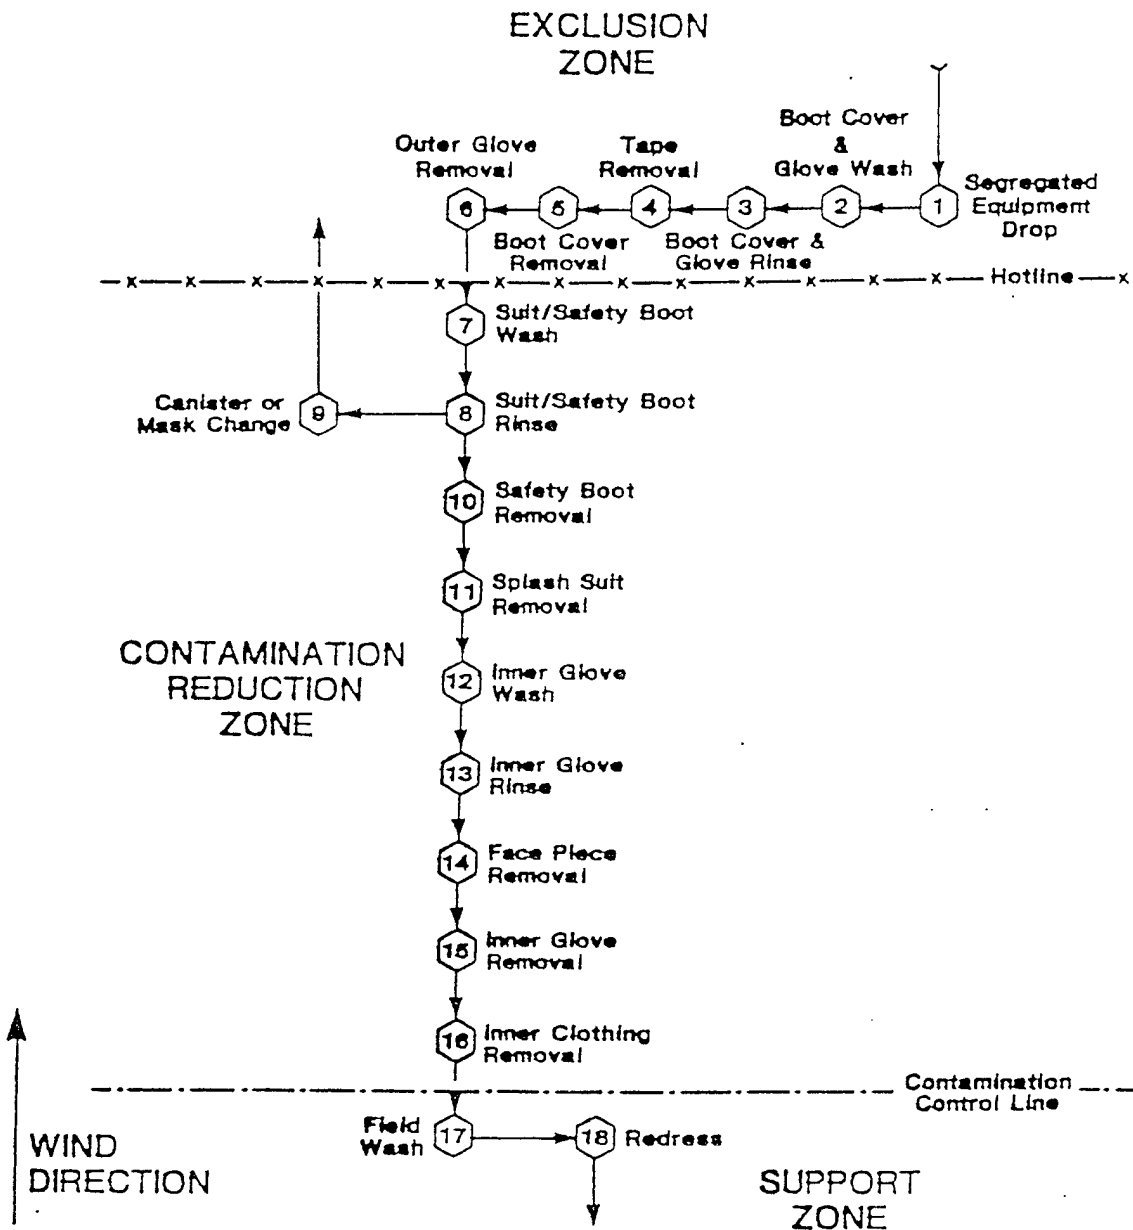 EXCLUSION
ZONE
Boot Cover
&
Glove Wash
Outer Glove
Removal
Tape
Removal
Segregated
Equipment
Drop
6
5
4
3
2
1
Boot Cover
Removal
Boot Cover &
Glove Rinse
Hotline
7
Suit/Safety Boot
Wash
Canister or
Mask Change
9
8
Suit/Safety Boot
Rinse
10
Safety Boot
Removal
11
Splash Suit
Removal
CONTAMINATION
REDUCTION
ZONE
12
Inner Glove
Wash
13
Inner Glove
Rinse
14
Face Piece
Removal
15
Inner Glove
Removal
16
Inner Clothing
Removal
Contamination
Control Line
Field
Wash
17
18
Redress
WIND
DIRECTION
SUPPORT
ZONE